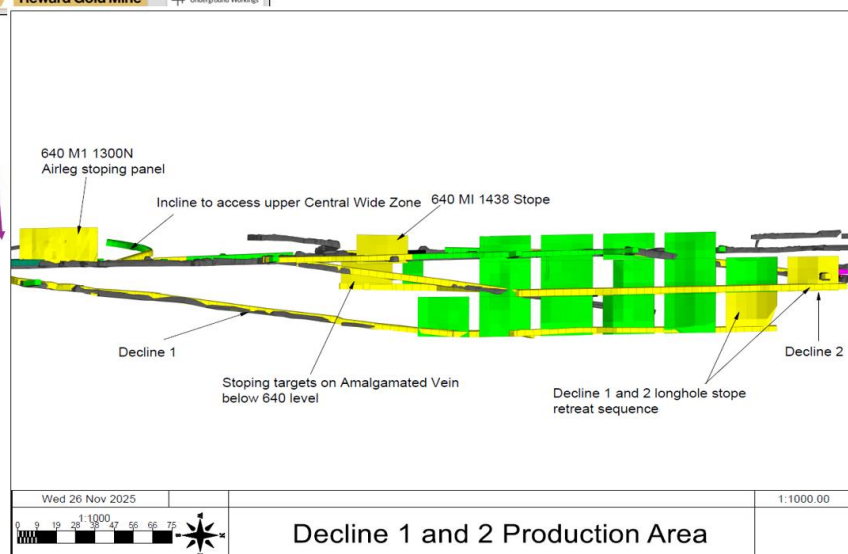 Reward Gold Mine
Underground Workings
640 M1 1300N
Airleg stoping panel
Incline to access upper Central Wide Zone
640 MI 1438 Stope
Decline 1
Stoping targets on Amalgamated Vein
below 640 level
Decline 1 and 2 longhole stope
retreat sequence
Decline 2
Wed 26 Nov 2025
1:1000.00
1:1000
0 9 19 28 38 47 56 66 75
Decline 1 and 2 Production Area